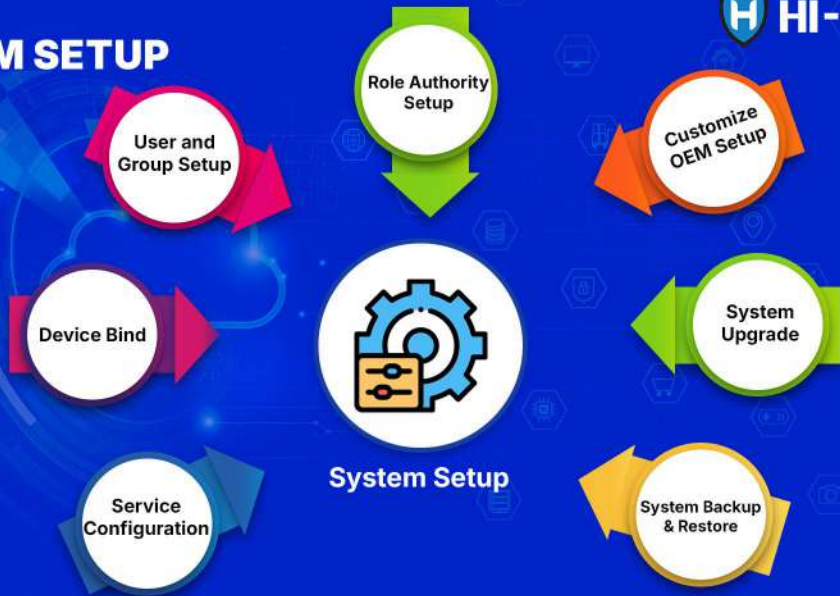 M SETUP
HI-
Role Authority
Setup
User and
Group Setup
Customize
OEM Setup
Device Bind
System
Upgrade
System Setup
Service
Configuration
System Backup
& Restore